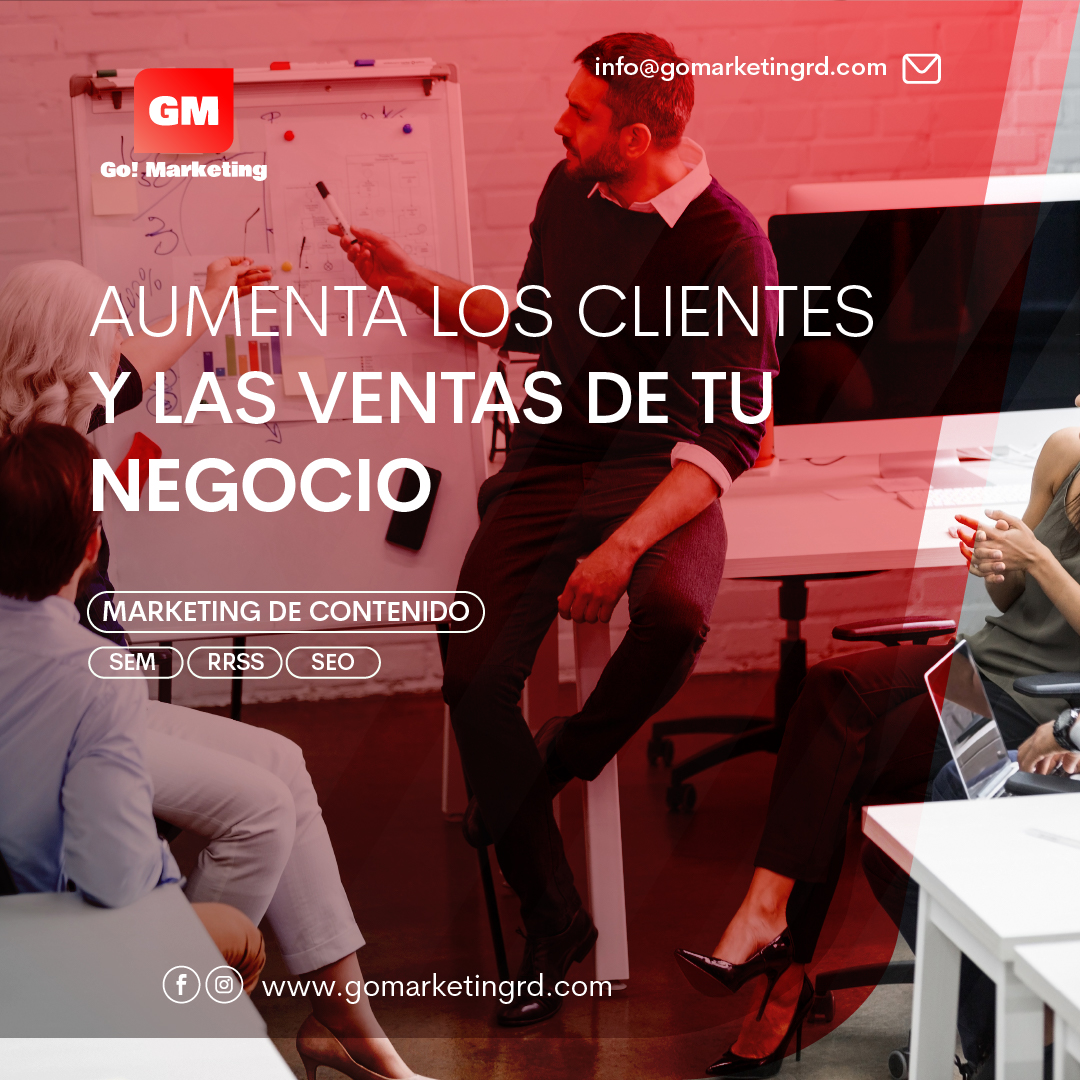 info@gomarketingrd.com
GM
Go! Marketing
AUMENTA LOS CLIENTES
Y LAS VENTAS DE TU
NEGOCIO
MARKETING DE CONTENIDO
SEM RRSS SEO
www.gomarketingrd.com